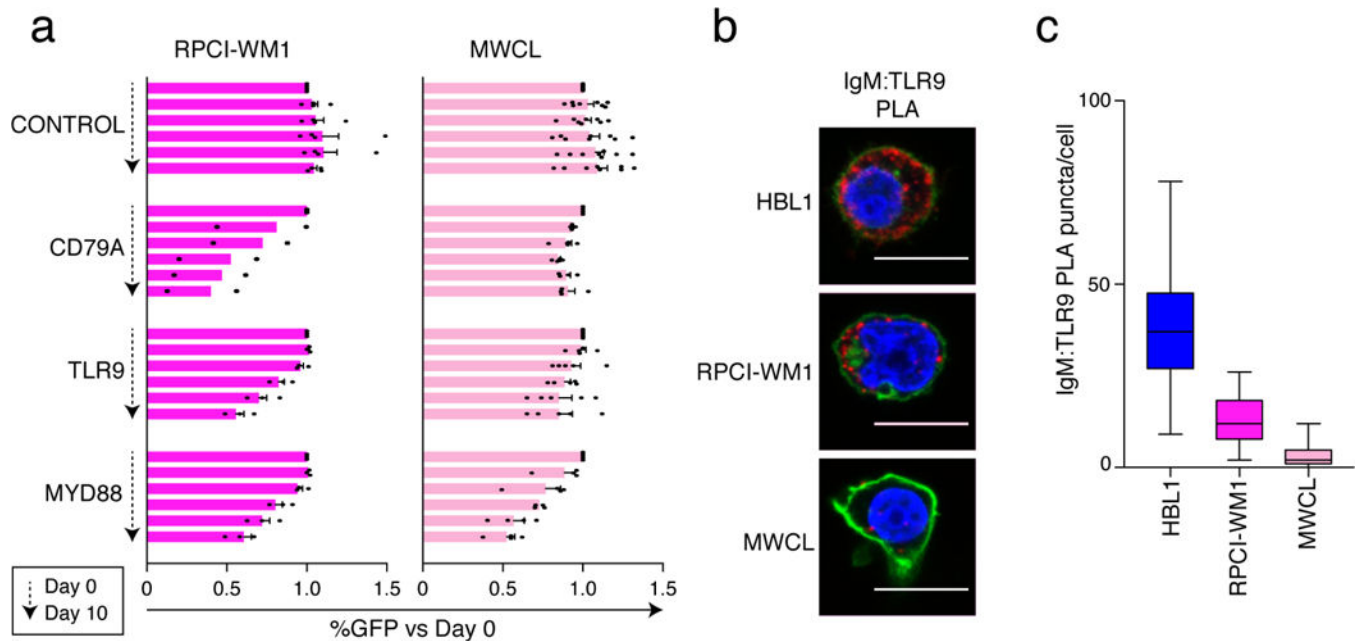 a
RPCI-WM1
MWCL
CONTROL
CD79A
TLR9
MYD88
0
0.5
1.0
1.5
0
0.5
1.0
1.5
Day 0
Day 10
%GFP vs Day 0
b
IgM:TLR9
PLA
HBL1
RPCI-WM1
MWCL
c
IgM:TLR9 PLA puncta/cell
100
50
0
HBL1
RPCI-WM1
MWCL